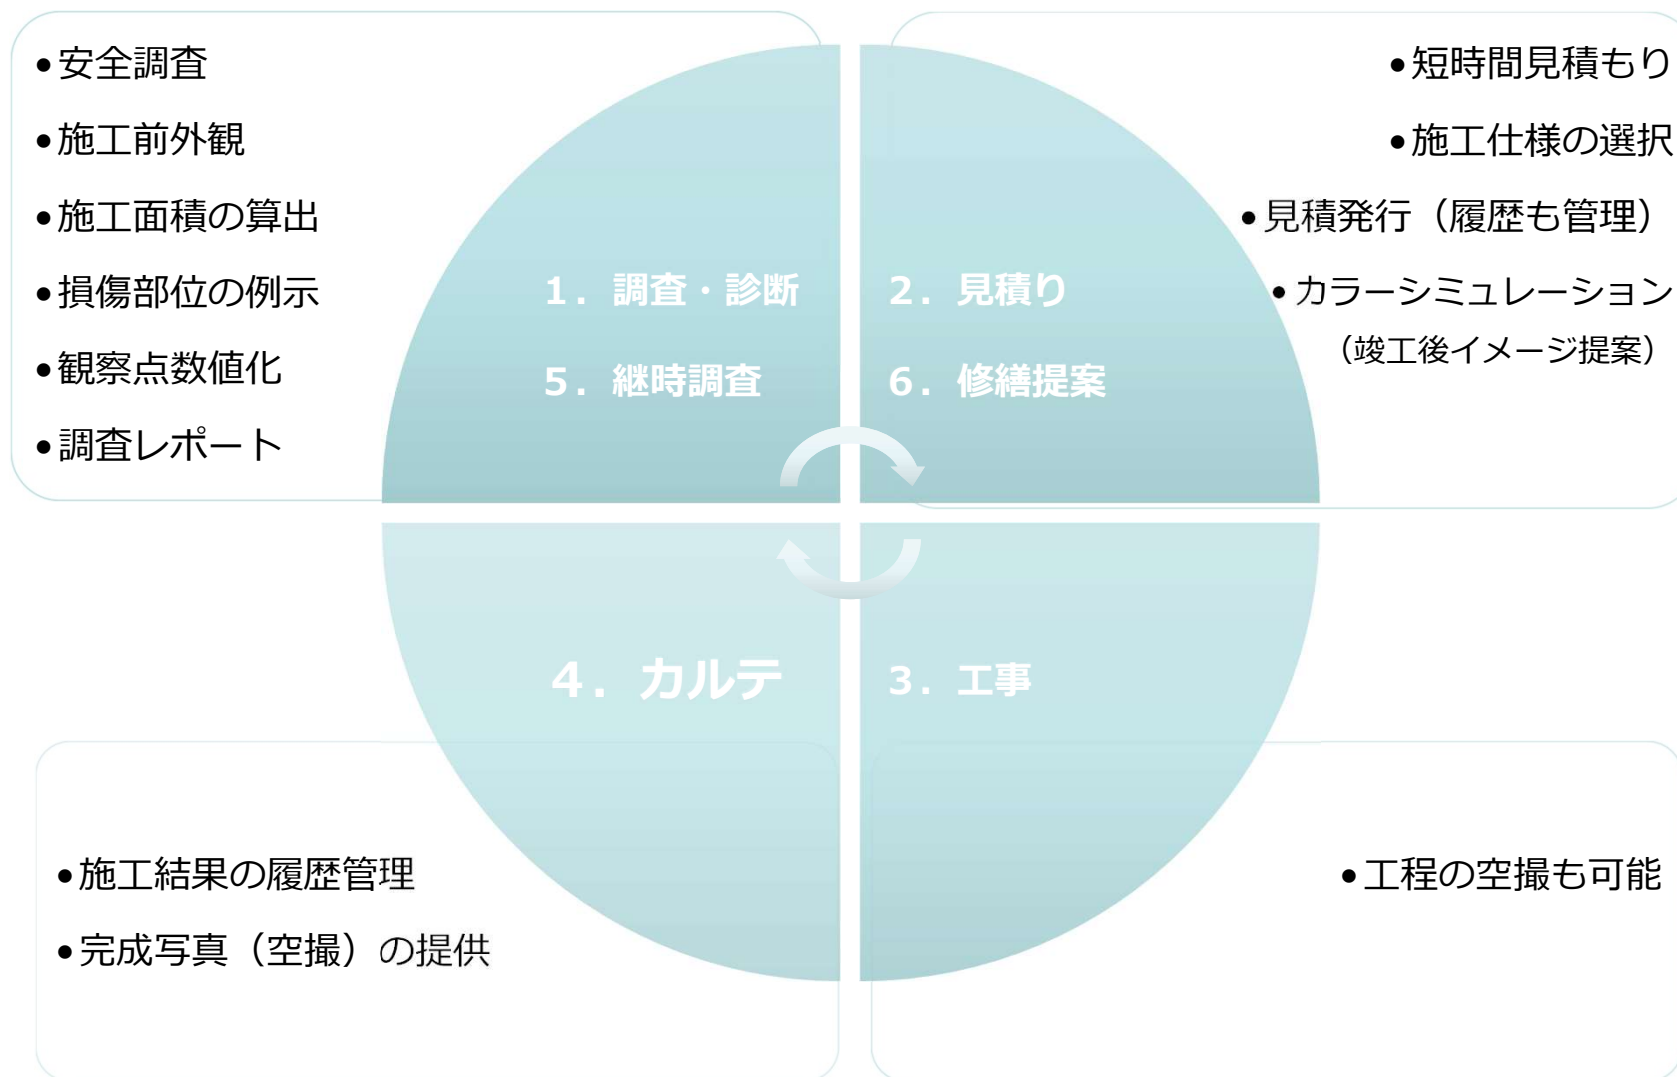 •安全調査
•施工前外観
•施工面積の算出
•損傷部位の例示
•観察点数値化
•調査レポート
1．調査・診断
5．継時調査
2．見積り
6．修繕提案
•短時間見積もり
•施工仕様の選択
•見積発行（履歴も管理）
•カラーシミュレーション
（竣工後イメージ提案）
4．カルテ
3．工事
•施工結果の履歴管理
•完成写真（空撮）の提供
•工程の空撮も可能